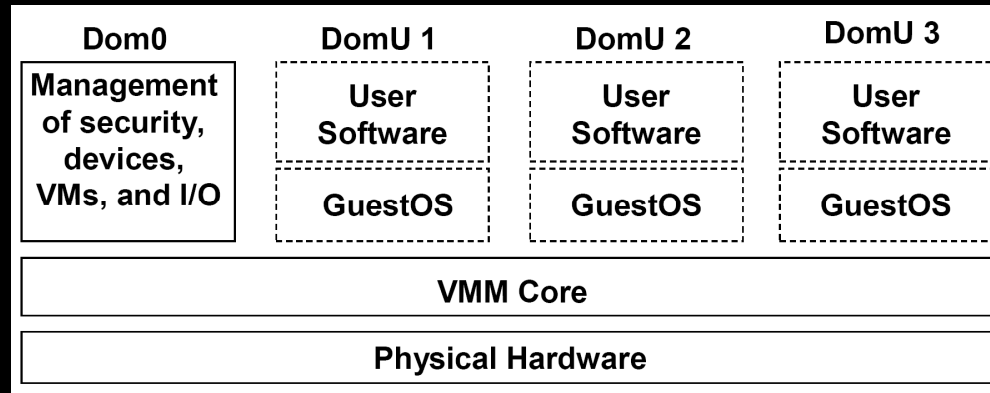 Dom0
DomU 1
DomU 2
DomU 3
Management
of security,
devices,
VMs, and I/O
User
Software
GuestOS
User
Software
GuestOS
User
Software
GuestOS
VMM Core
Physical Hardware